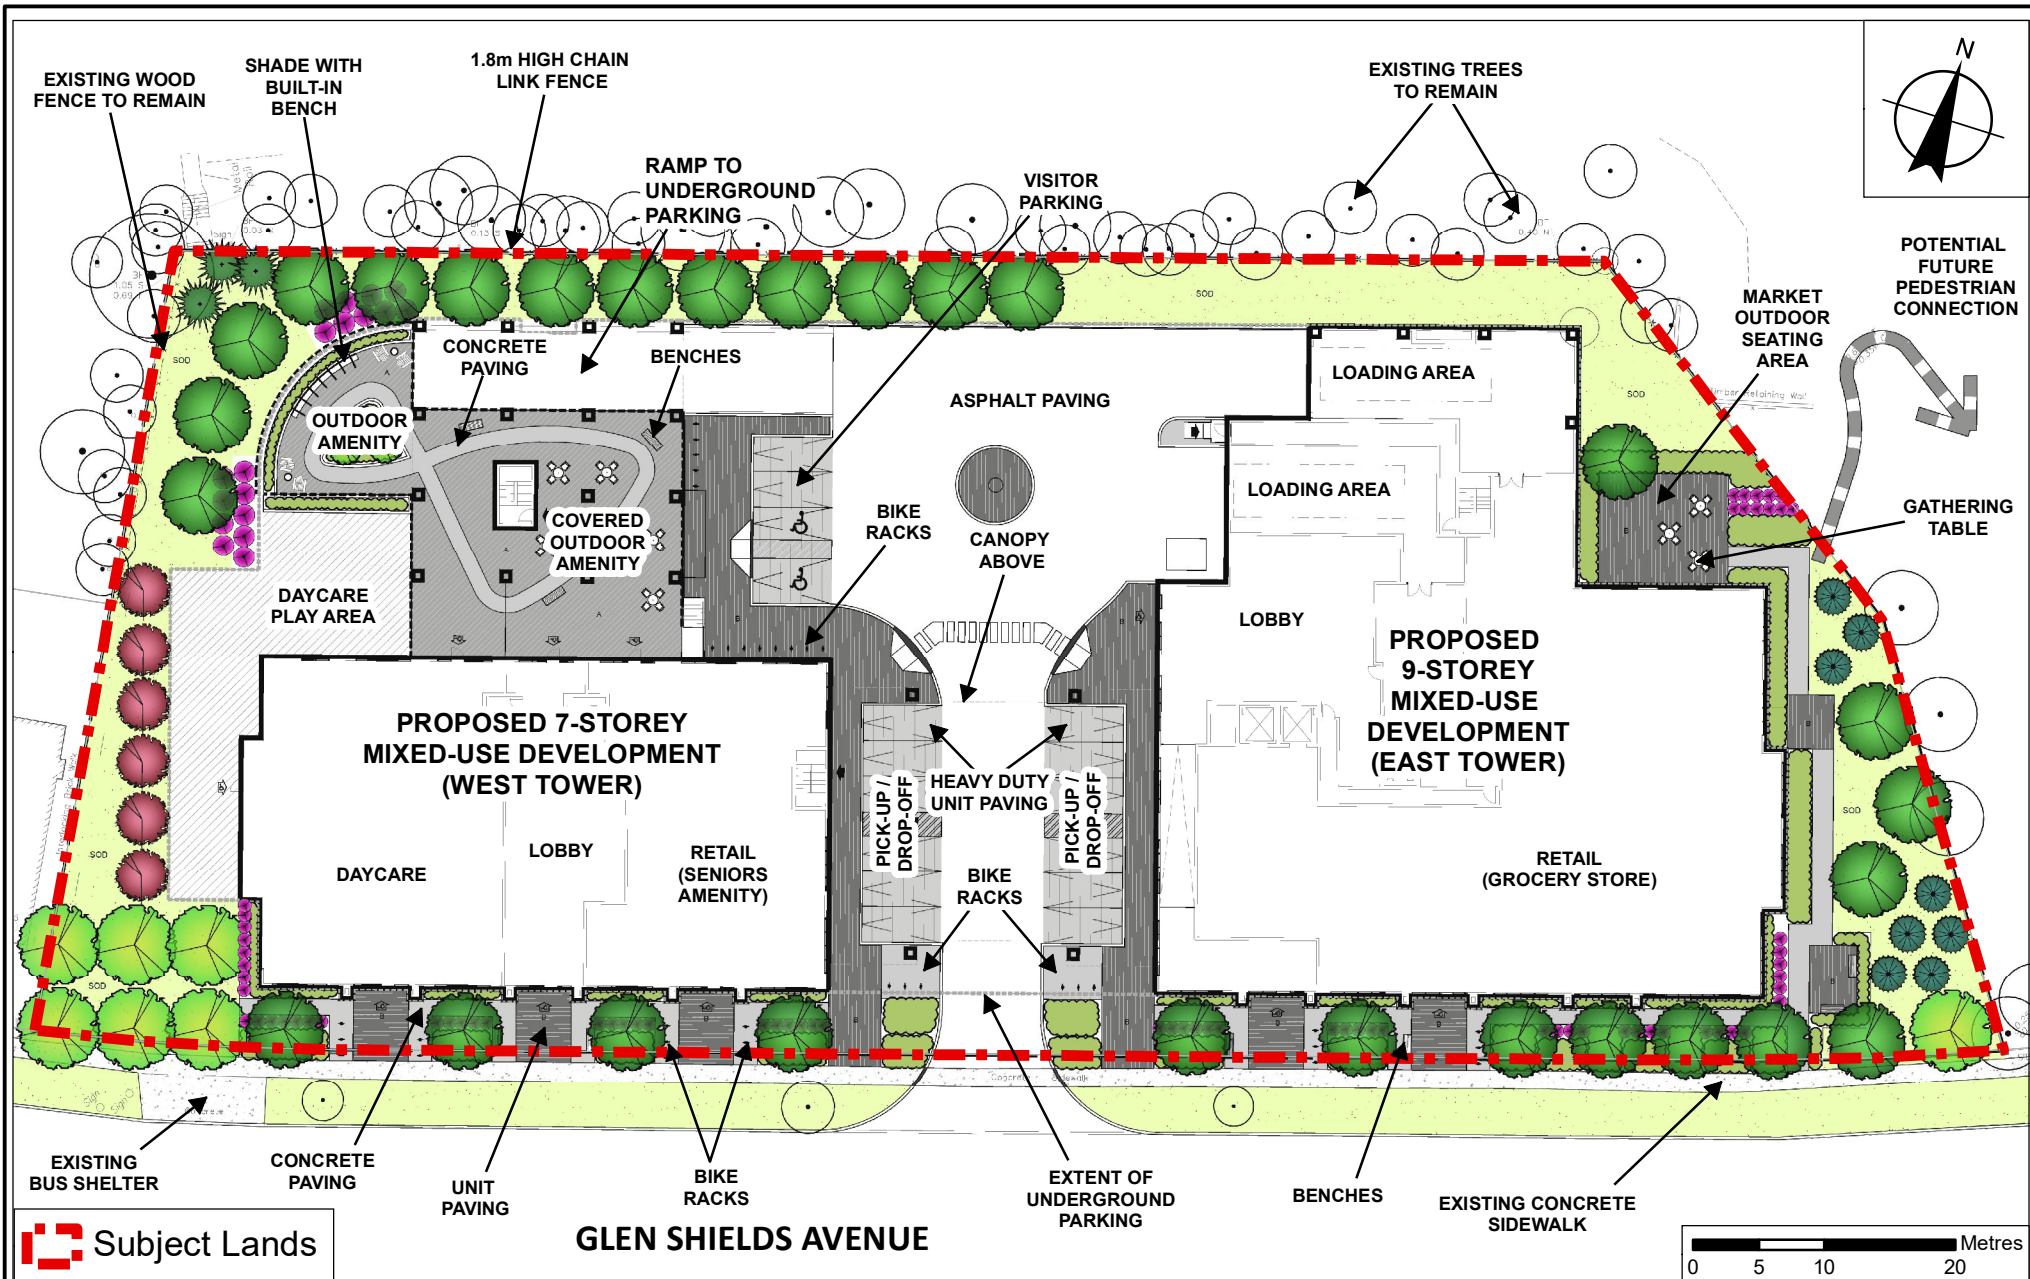 EXISTING WOOD
FENCE TO REMAIN
SHADE WITH
BUILT-IN
BENCH
1.8m HIGH CHAIN
LINK FENCE
EXISTING TREES
TO REMAIN
N
RAMP TO
UNDERGROUND
PARKING
VISITOR
PARKING
POTENTIAL
FUTURE
PEDESTRIAN
CONNECTION
MARKET
OUTDOOR
SEATING
AREA
SOD
SOD
SOD
CONCRETE
PAVING
BENCHES
LOADING AREA
ASPHALT PAVING
OUTDOOR
AMENITY
LOADING AREA
BIKE
RACKS
CANOPY
ABOVE
GATHERING
TABLE
COVERED
OUTDOOR
AMENITY
DAYCARE
PLAY AREA
LOBBY
PROPOSED
9-STOREY
MIXED-USE
DEVELOPMENT
(EAST TOWER)
PROPOSED 7-STOREY
MIXED-USE DEVELOPMENT
(WEST TOWER)
HEAVY DUTY
UNIT PAVING
PICK-UP /
DROP-OFF
PICK-UP /
DROP-OFF
SOD
SOD
DAYCARE
LOBBY
RETAIL
(SENIORS
AMENITY)
BIKE
RACKS
RETAIL
(GROCERY STORE)
SOD
Concrete Sidewalk
Sign
Sign
Concrete
EXISTING
BUS SHELTER
CONCRETE
PAVING
UNIT
PAVING
BIKE
RACKS
EXTENT OF
UNDERGROUND
PARKING
BENCHES
EXISTING CONCRETE
SIDEWALK
Subject Lands
GLEN SHIELDS AVENUE
Metres
0 5 10 20